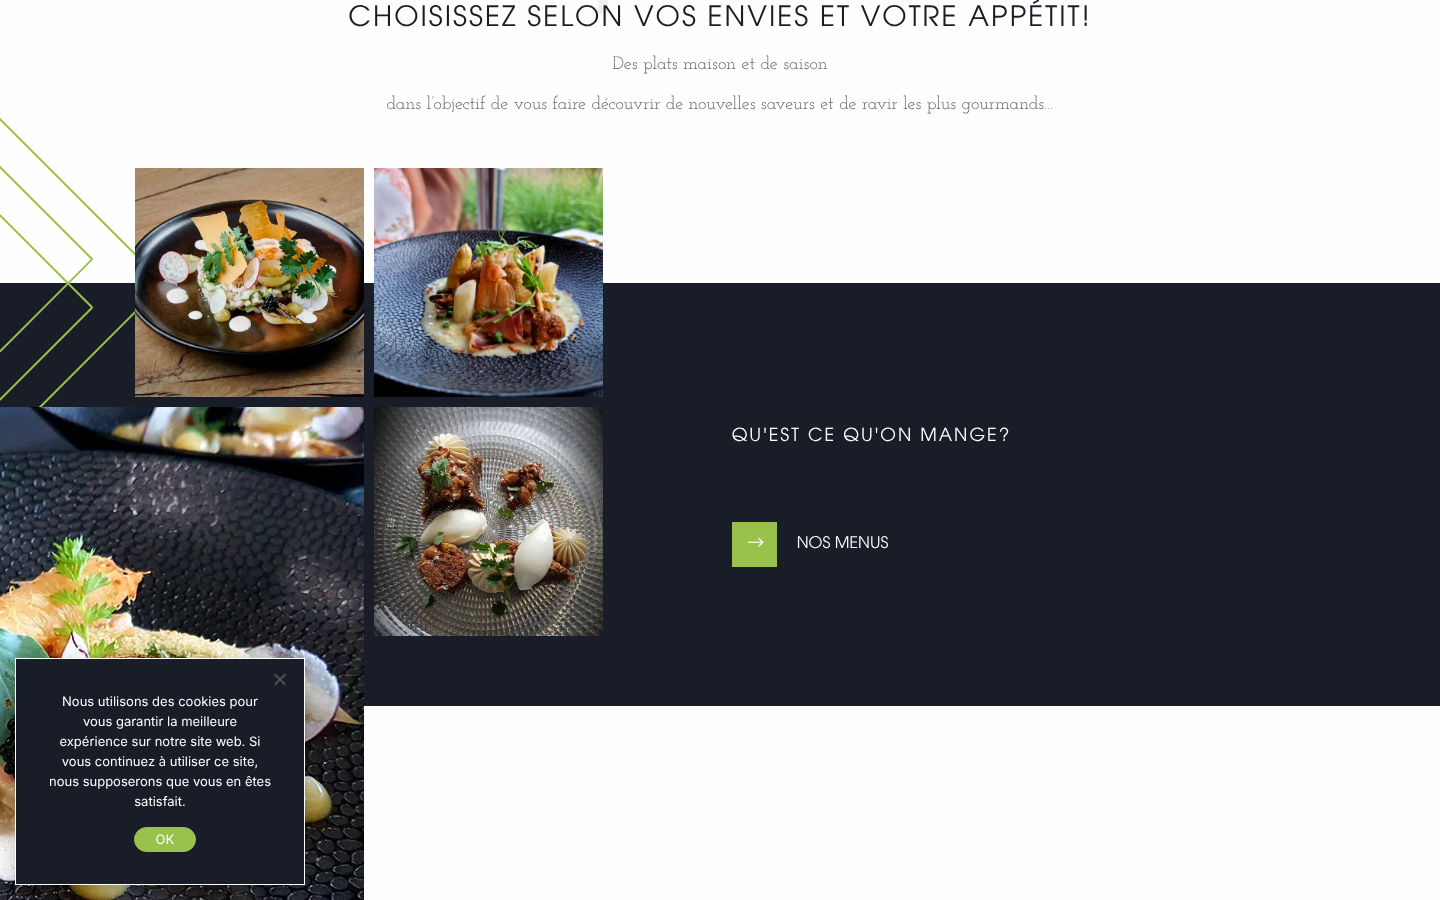 CHOISISSEZ SELON VOS ENVIES ET VOTRE APPÉTIT!
Des plats maison et de saison
dans l'objectif de vous faire découvrir de nouvelles saveurs et de ravir les plus gourmands...
QU'EST CE QU'ON MANGE?
→ NOS MENUS
Nous utilisons des cookies pour
vous garantir la meilleure
expérience sur notre site web. Si
vous continuez à utiliser ce site,
nous supposerons que vous en êtes
satisfait.
OK